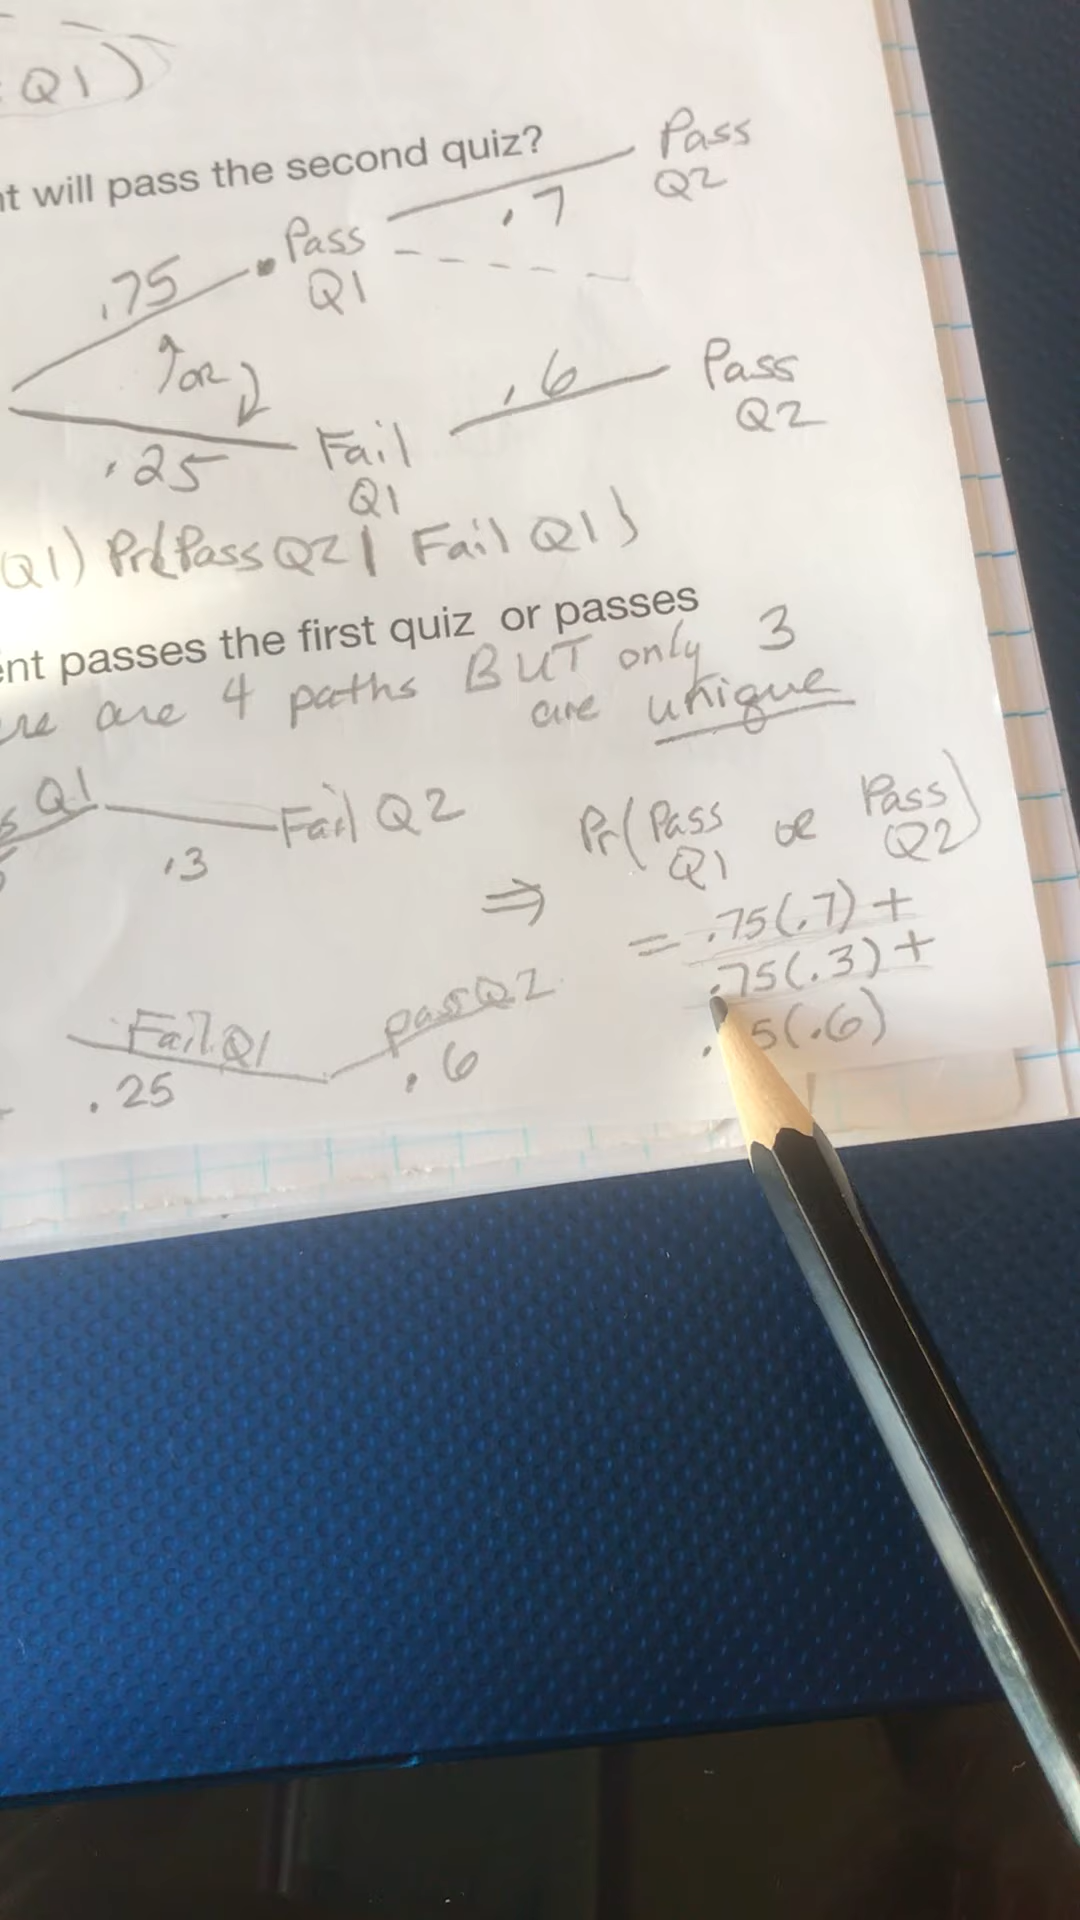 Q1)
will pass the second quiz?
Pass
Q2
.7
Pass
Q1
.75
or
.6
Pass
Q2
.25
Fail
Q1
Q1) Pr(Pass Q2 | Fail Q1)
passes the first quiz or passes
are 4 paths BUT only 3
are unique
Q1
Fail Q2
.3
Pr(Pass or Pass)
Q1 Q2
⇒
= .75(.7) +
.75(.3) +
5(.6)
Fail Q1
pass Q2
.25
.6